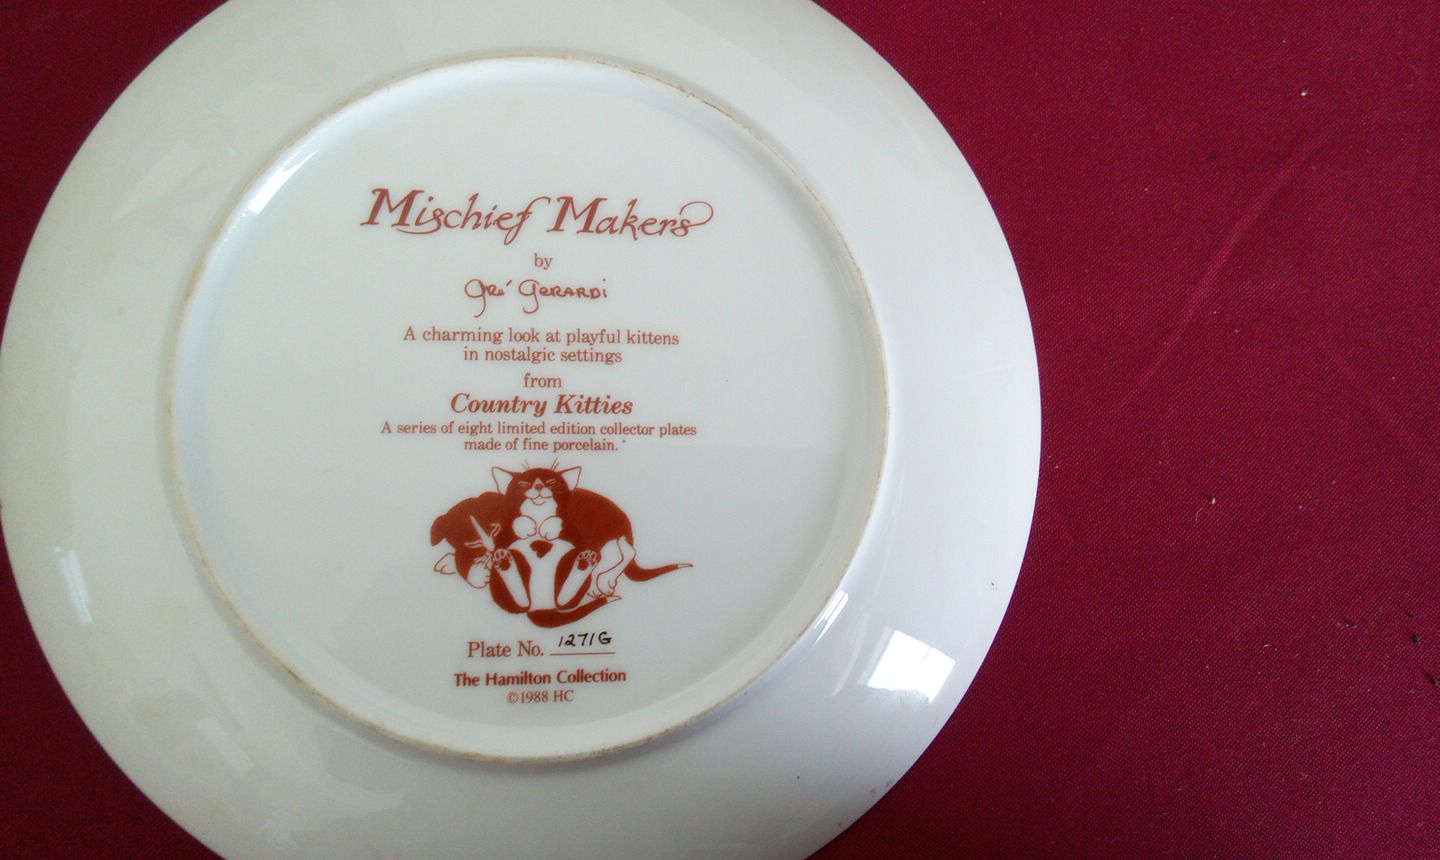 Mischief Makers
by
Gré Gerardi
A charming look at playful kittens
in nostalgic settings
from
Country Kitties
A series of eight limited edition collector plates
made of fine porcelain.
Plate No. 1271G
The Hamilton Collection
©1988 HC